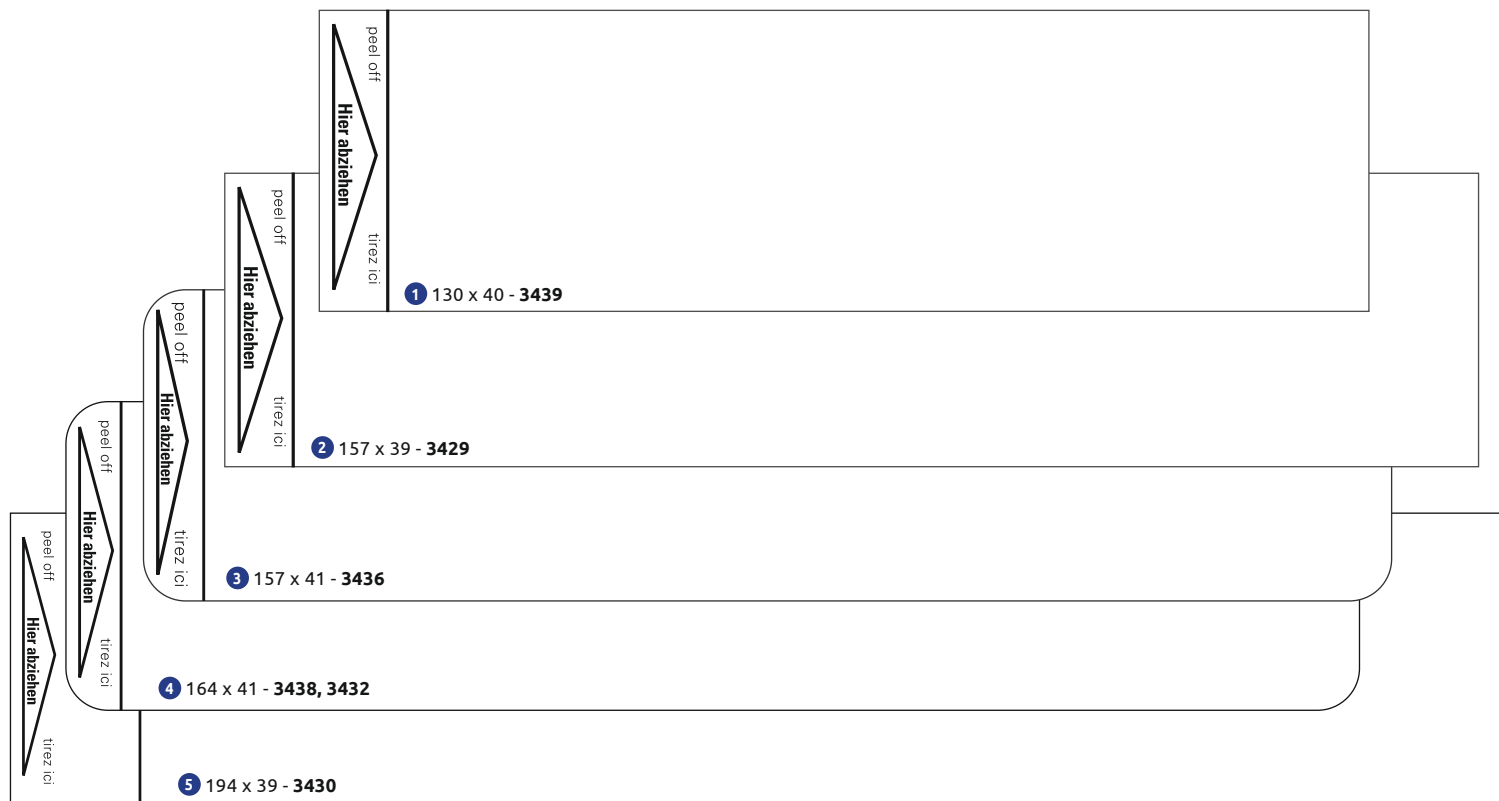 peel off
Hier abziehen
tirez ici
1 130 x 40 - 3439
peel off
Hier abziehen
tirez ici
2 157 x 39 - 3429
peel off
Hier abziehen
tirez ici
3 157 x 41 - 3436
peel off
Hier abziehen
tirez ici
4 164 x 41 - 3438, 3432
peel off
Hier abziehen
tirez ici
5 194 x 39 - 3430